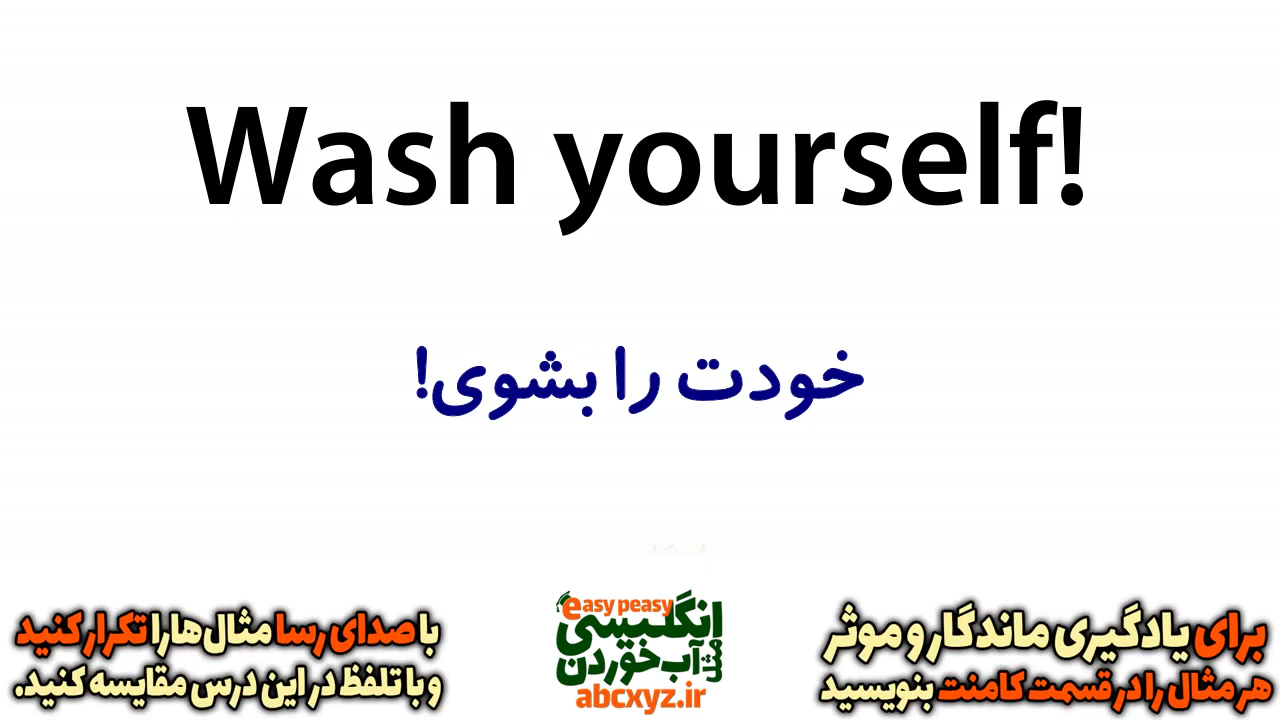 Wash yourself!
خودت را بشوی!
برای یادگیری ماندگار و موثر
هر مثال را در قسمت کامنت بنویسید
easy peasy
انگلیسی
مثل آب خوردن
abcxyz.ir
با صدای رسا مثال‌ها را تکرار کنید
و با تلفظ در این درس مقایسه کنید.